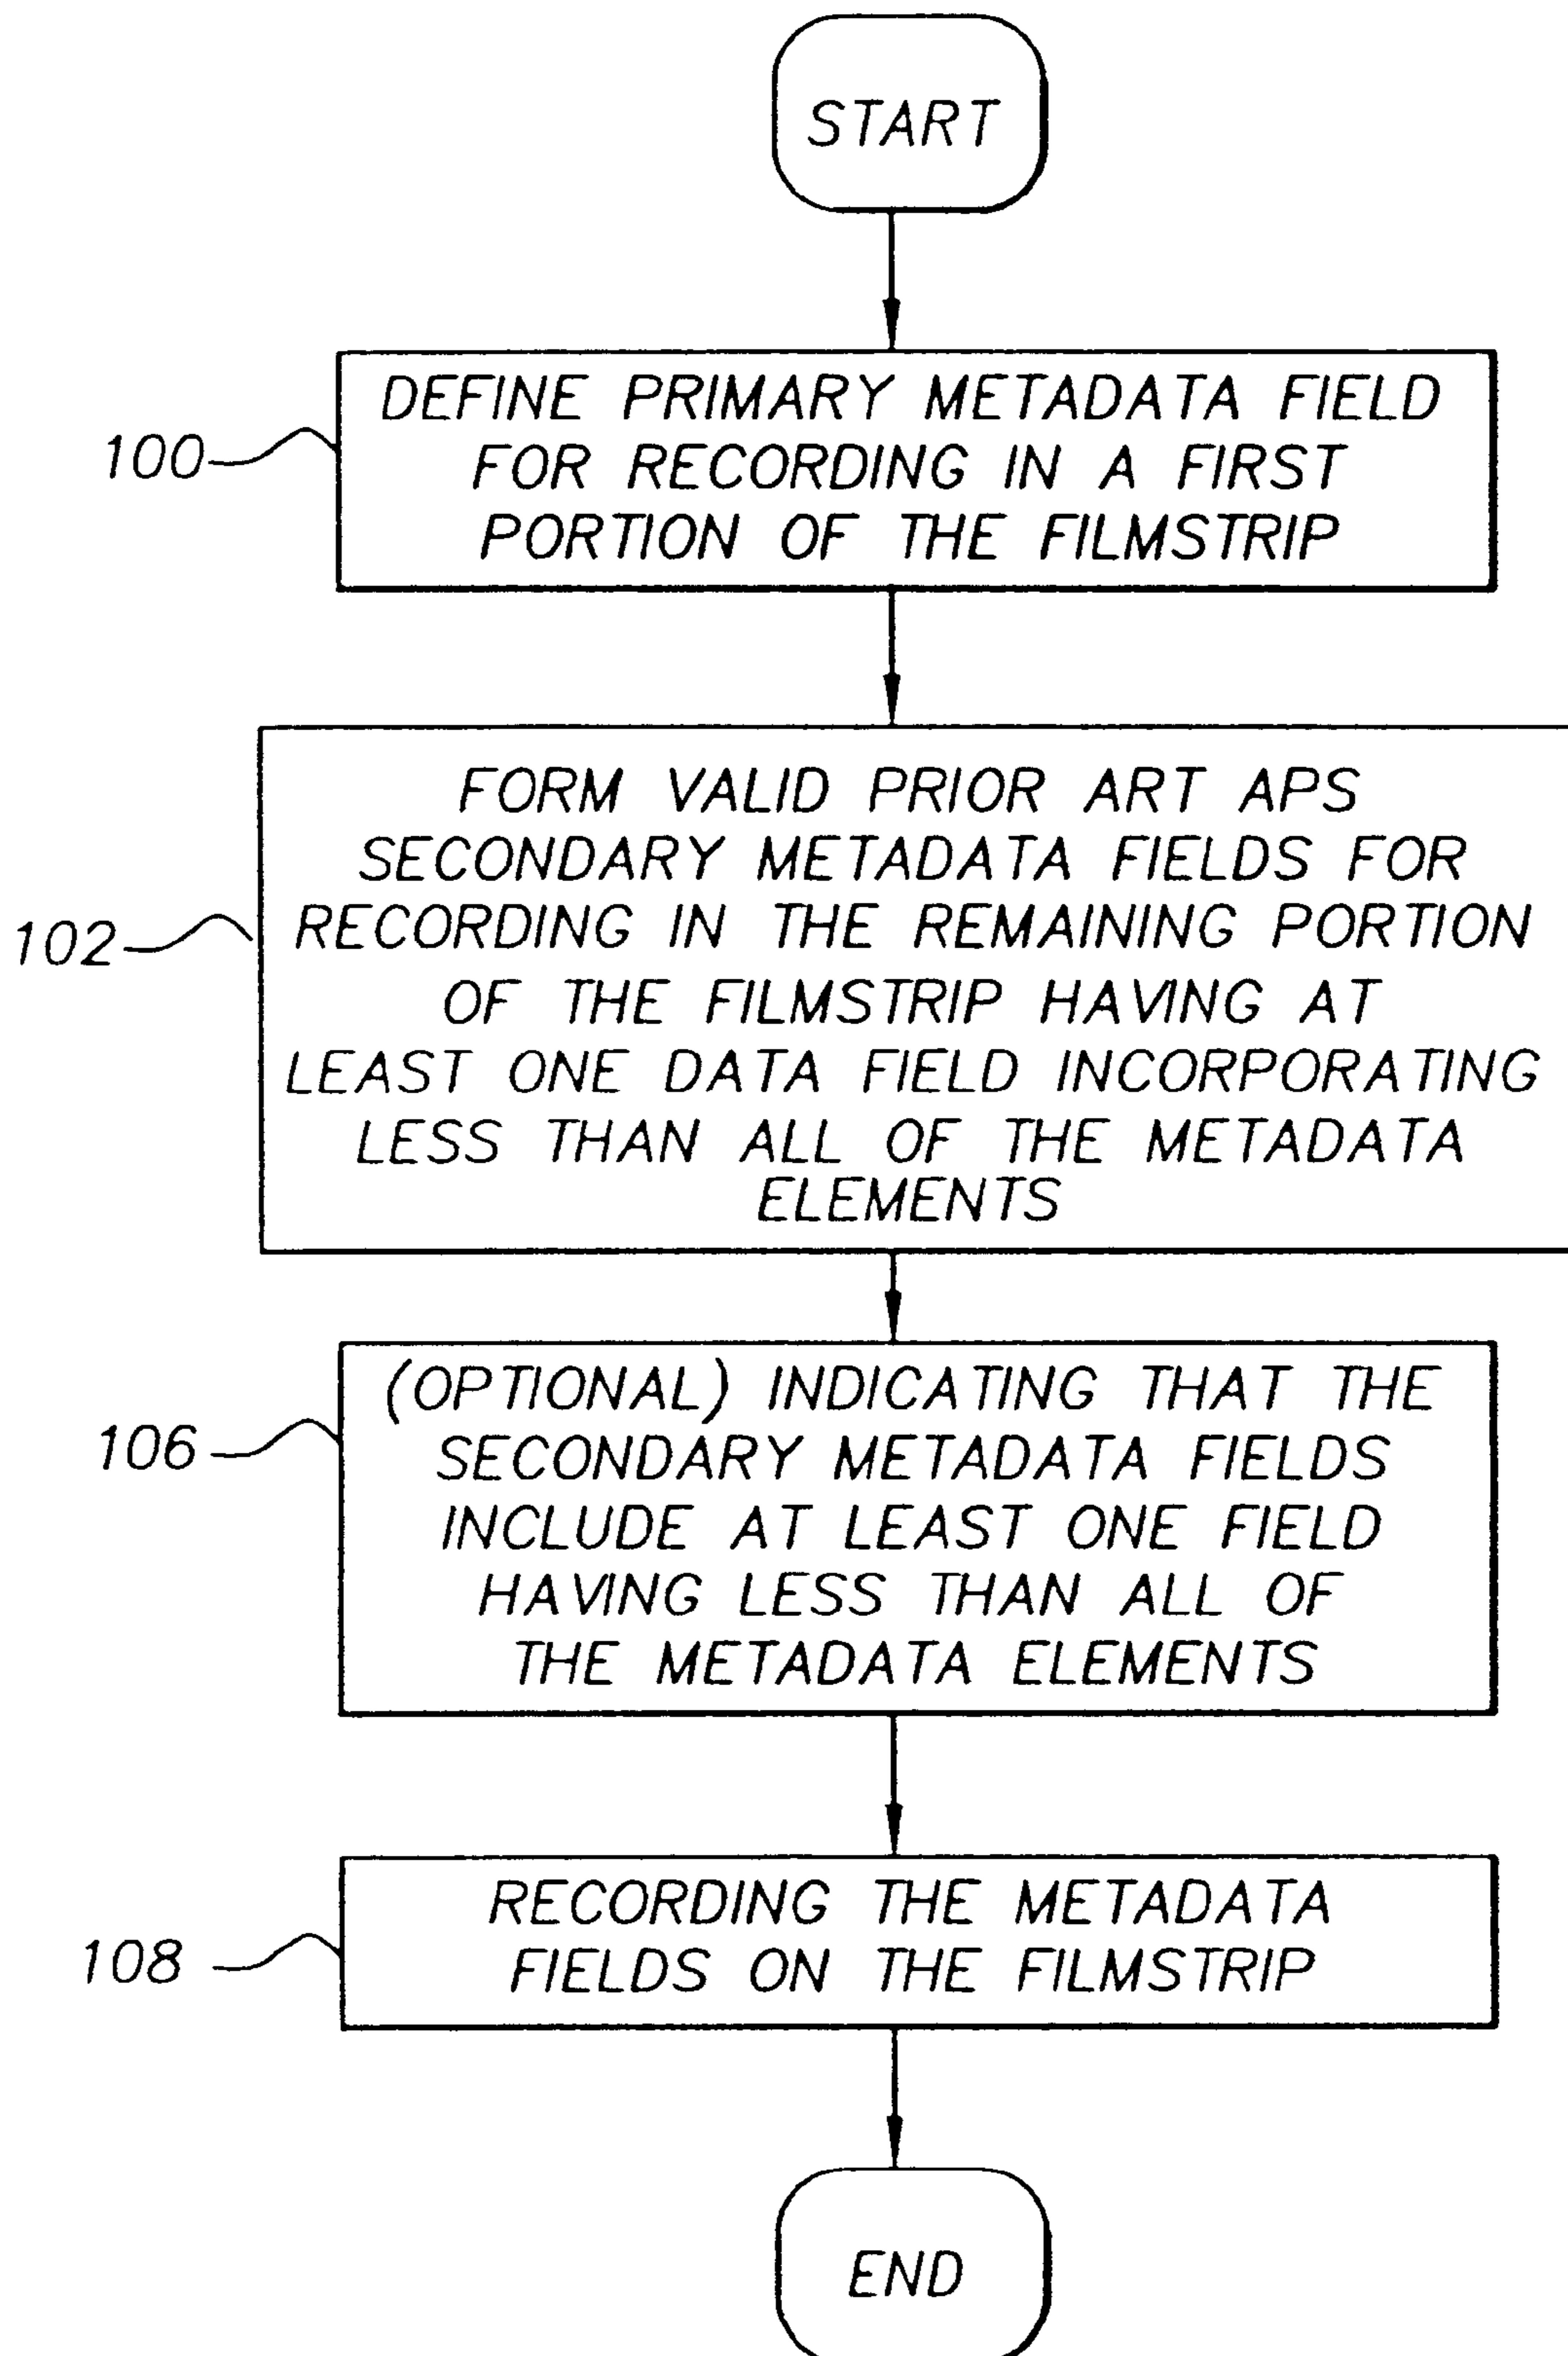 START
100
DEFINE PRIMARY METADATA FIELD
FOR RECORDING IN A FIRST
PORTION OF THE FILMSTRIP
102
FORM VALID PRIOR ART APS
SECONDARY METADATA FIELDS FOR
RECORDING IN THE REMAINING PORTION
OF THE FILMSTRIP HAVING AT
LEAST ONE DATA FIELD INCORPORATING
LESS THAN ALL OF THE METADATA
ELEMENTS
106
(OPTIONAL) INDICATING THAT THE
SECONDARY METADATA FIELDS
INCLUDE AT LEAST ONE FIELD
HAVING LESS THAN ALL OF
THE METADATA ELEMENTS
108
RECORDING THE METADATA
FIELDS ON THE FILMSTRIP
END